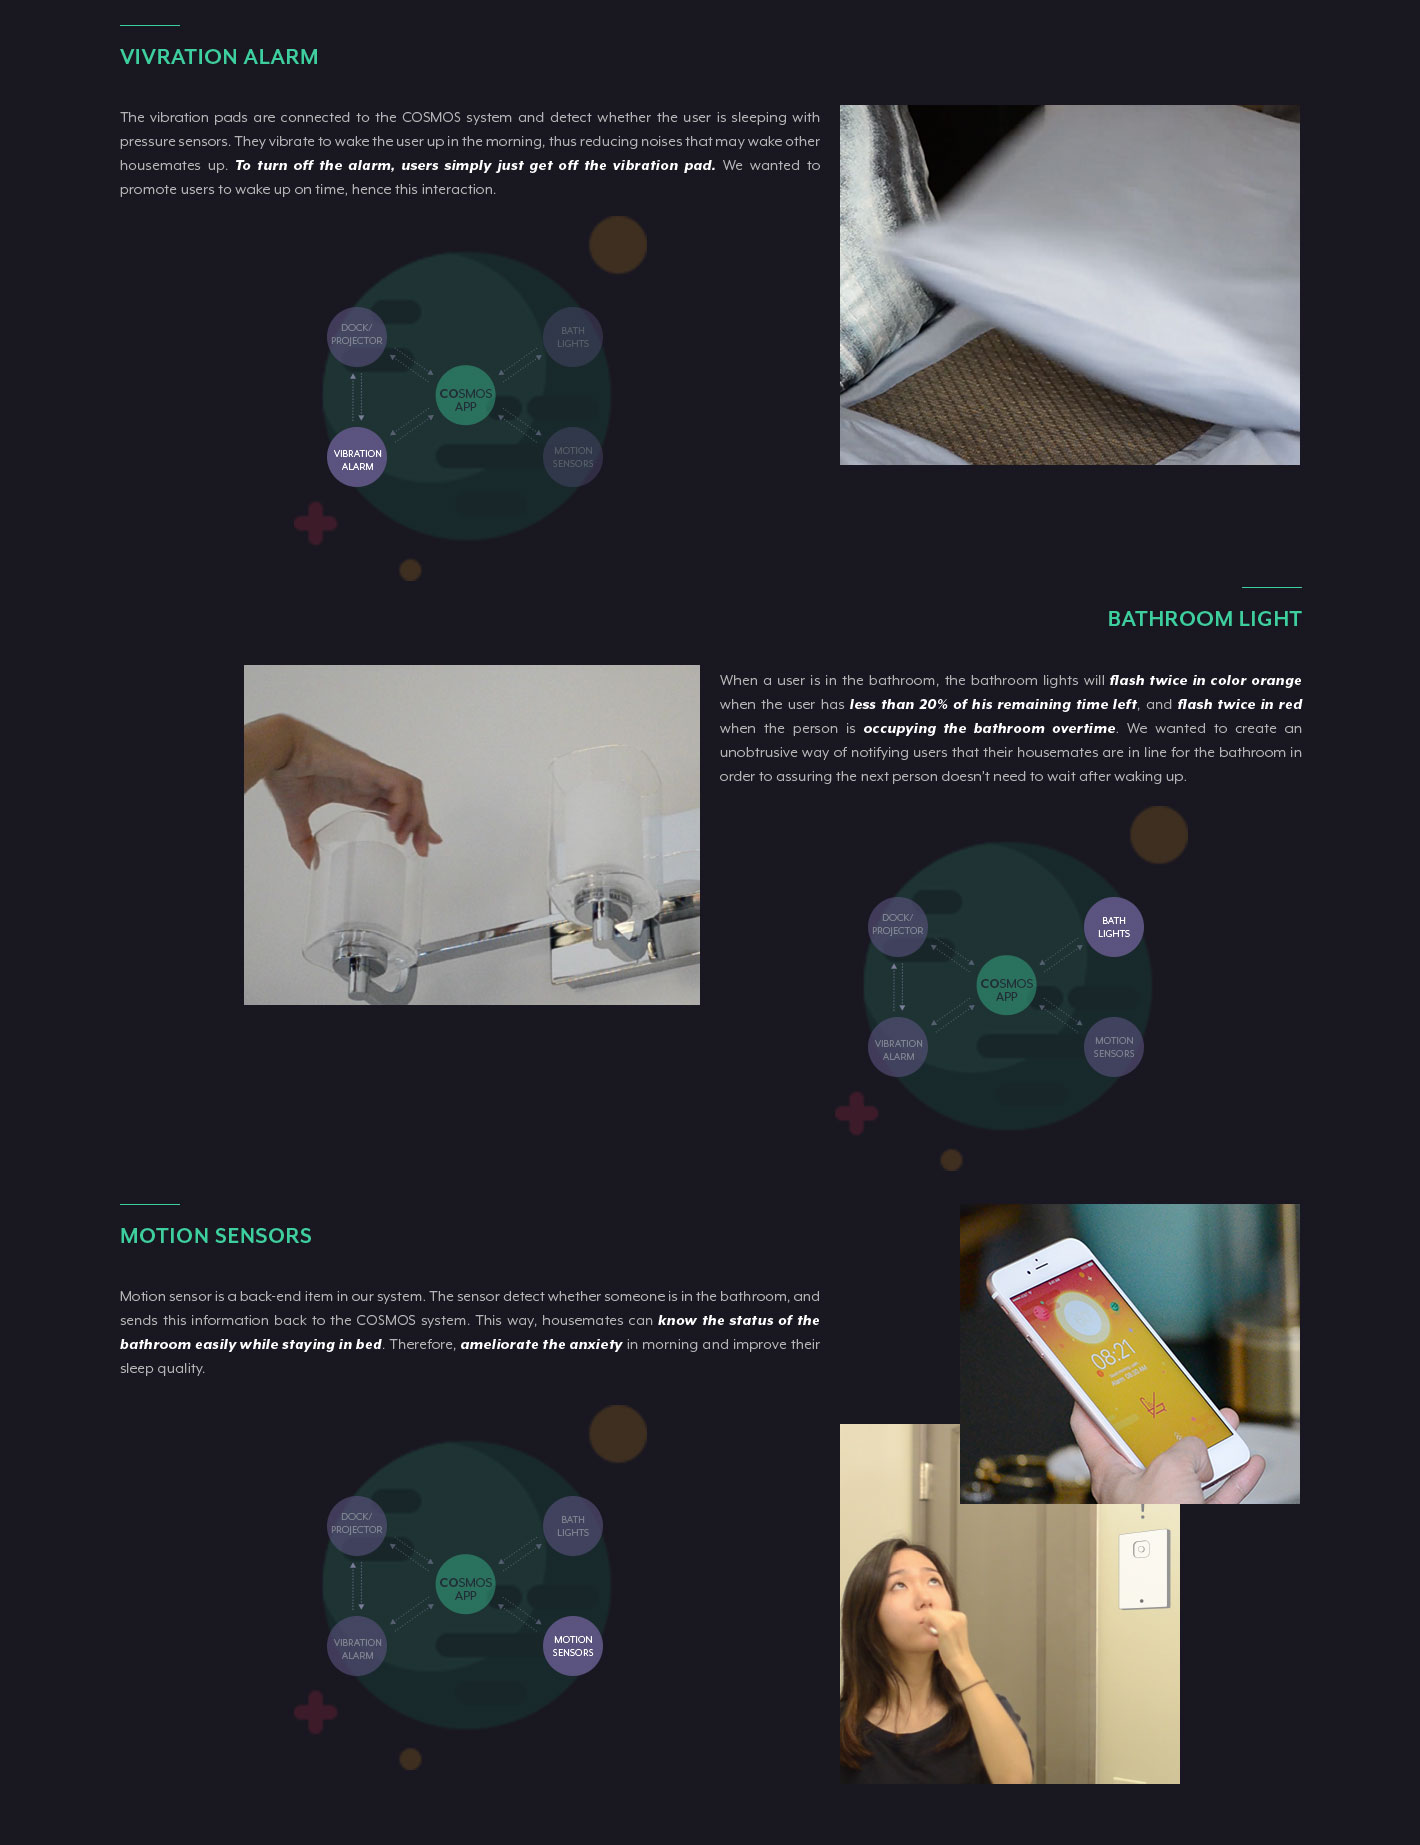 VIVRATION ALARM
The vibration pads are connected to the COSMOS system and detect whether the user is sleeping with
pressure sensors. They vibrate to wake the user up in the morning, thus reducing noises that may wake other
housemates up. To turn off the alarm, users simply just get off the vibration pad. We wanted to
promote users to wake up on time, hence this interaction.
DOCK/
PROJECTOR
BATH
LIGHTS
COSMOS
APP
VIBRATION
ALARM
MOTION
SENSORS
BATHROOM LIGHT
When a user is in the bathroom, the bathroom lights will flash twice in color orange
when the user has less than 20% of his remaining time left, and flash twice in red
when the person is occupying the bathroom overtime. We wanted to create an
unobtrusive way of notifying users that their housemates are in line for the bathroom in
order to assuring the next person doesn't need to wait after waking up.
DOCK/
PROJECTOR
BATH
LIGHTS
COSMOS
APP
VIBRATION
ALARM
MOTION
SENSORS
MOTION SENSORS
Motion sensor is a back-end item in our system. The sensor detect whether someone is in the bathroom, and
sends this information back to the COSMOS system. This way, housemates can know the status of the
bathroom easily while staying in bed. Therefore, ameliorate the anxiety in morning and improve their
sleep quality.
08:21
DOCK/
PROJECTOR
BATH
LIGHTS
COSMOS
APP
VIBRATION
ALARM
MOTION
SENSORS